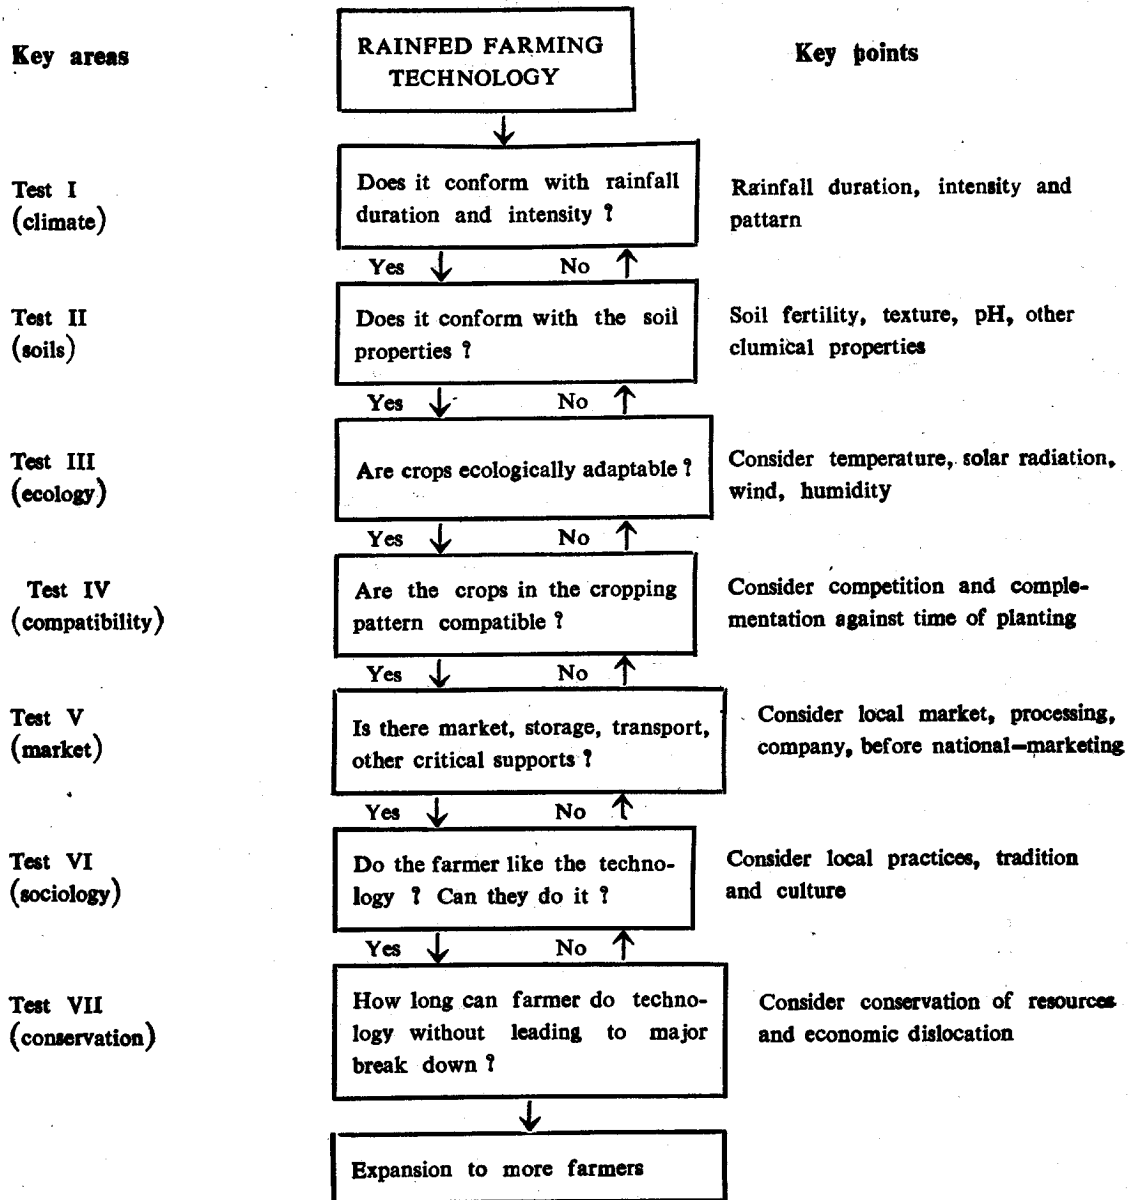 Key areas
RAINFED FARMING
TECHNOLOGY
Key points
Test I
(climate)
Does it conform with rainfall
duration and intensity ?
Rainfall duration, intensity and
pattarn
Yes No
Test II
(soils)
Does it conform with the soil
properties ?
Soil fertility, texture, pH, other
clumical properties
Yes No
Test III
(ecology)
Are crops ecologically adaptable ?
Consider temperature, solar radiation,
wind, humidity
Yes No
Test IV
(compatibility)
Are the crops in the cropping
pattern compatible ?
Consider competition and comple-
mentation against time of planting
Yes No
Test V
(market)
Is there market, storage, transport,
other critical supports ?
Consider local market, processing,
company, before national-marketing
Yes No
Test VI
(sociology)
Do the farmer like the techno-
logy ? Can they do it ?
Consider local practices, tradition
and culture
Yes No
Test VII
(conservation)
How long can farmer do techno-
logy without leading to major
break down ?
Consider conservation of resources
and economic dislocation
Expansion to more farmers